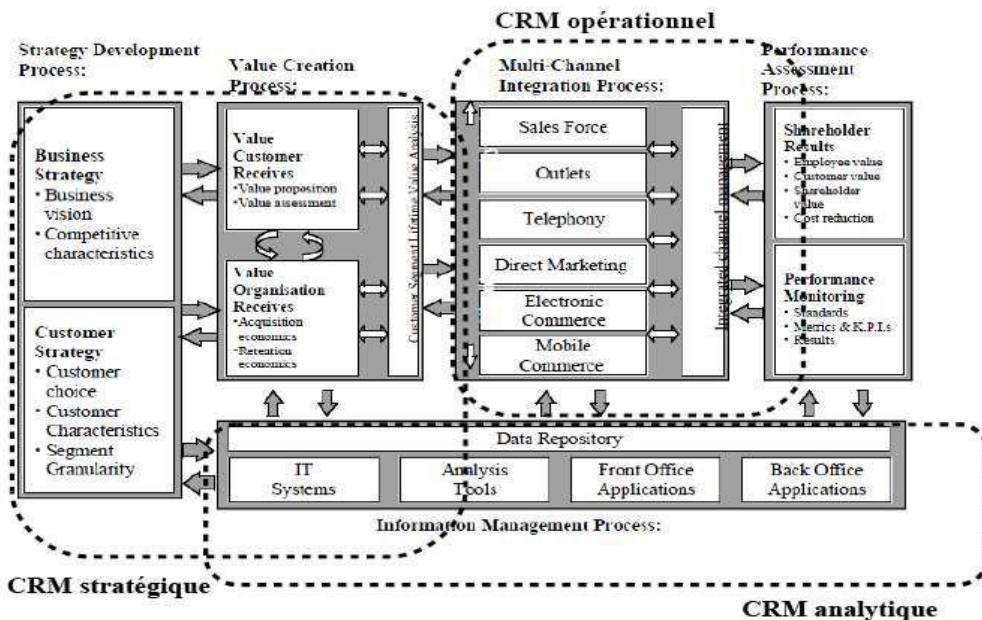 CRM opérationnel
Strategy Development
Process:
Value Creation
Process:
Multi-Channel
Integration Process:
Performance
Assessment
Process:
Business
Strategy
• Business
vision
• Competitive
characteristics
Customer
Strategy
• Customer
choice
• Customer
Characteristics
• Segment
Granularity
Value
Customer
Receives
•Value proposition
•Value assessment
Value
Organisation
Receives
•Acquisition
economics
•Retention
economics
Customer Segment Lifetime Value Analysis
Sales Force
Outlets
Telephony
Direct Marketing
Electronic
Commerce
Mobile
Commerce
Integrated channel management
Shareholder
Results
• Employee value
• Customer value
• Shareholder
value
• Cost reduction
Performance
Monitoring
• Standards
• Metrics & K.P.I.s
• Results
Data Repository
IT
Systems
Analysis
Tools
Front Office
Applications
Back Office
Applications
Information Management Process:
CRM stratégique
CRM analytique